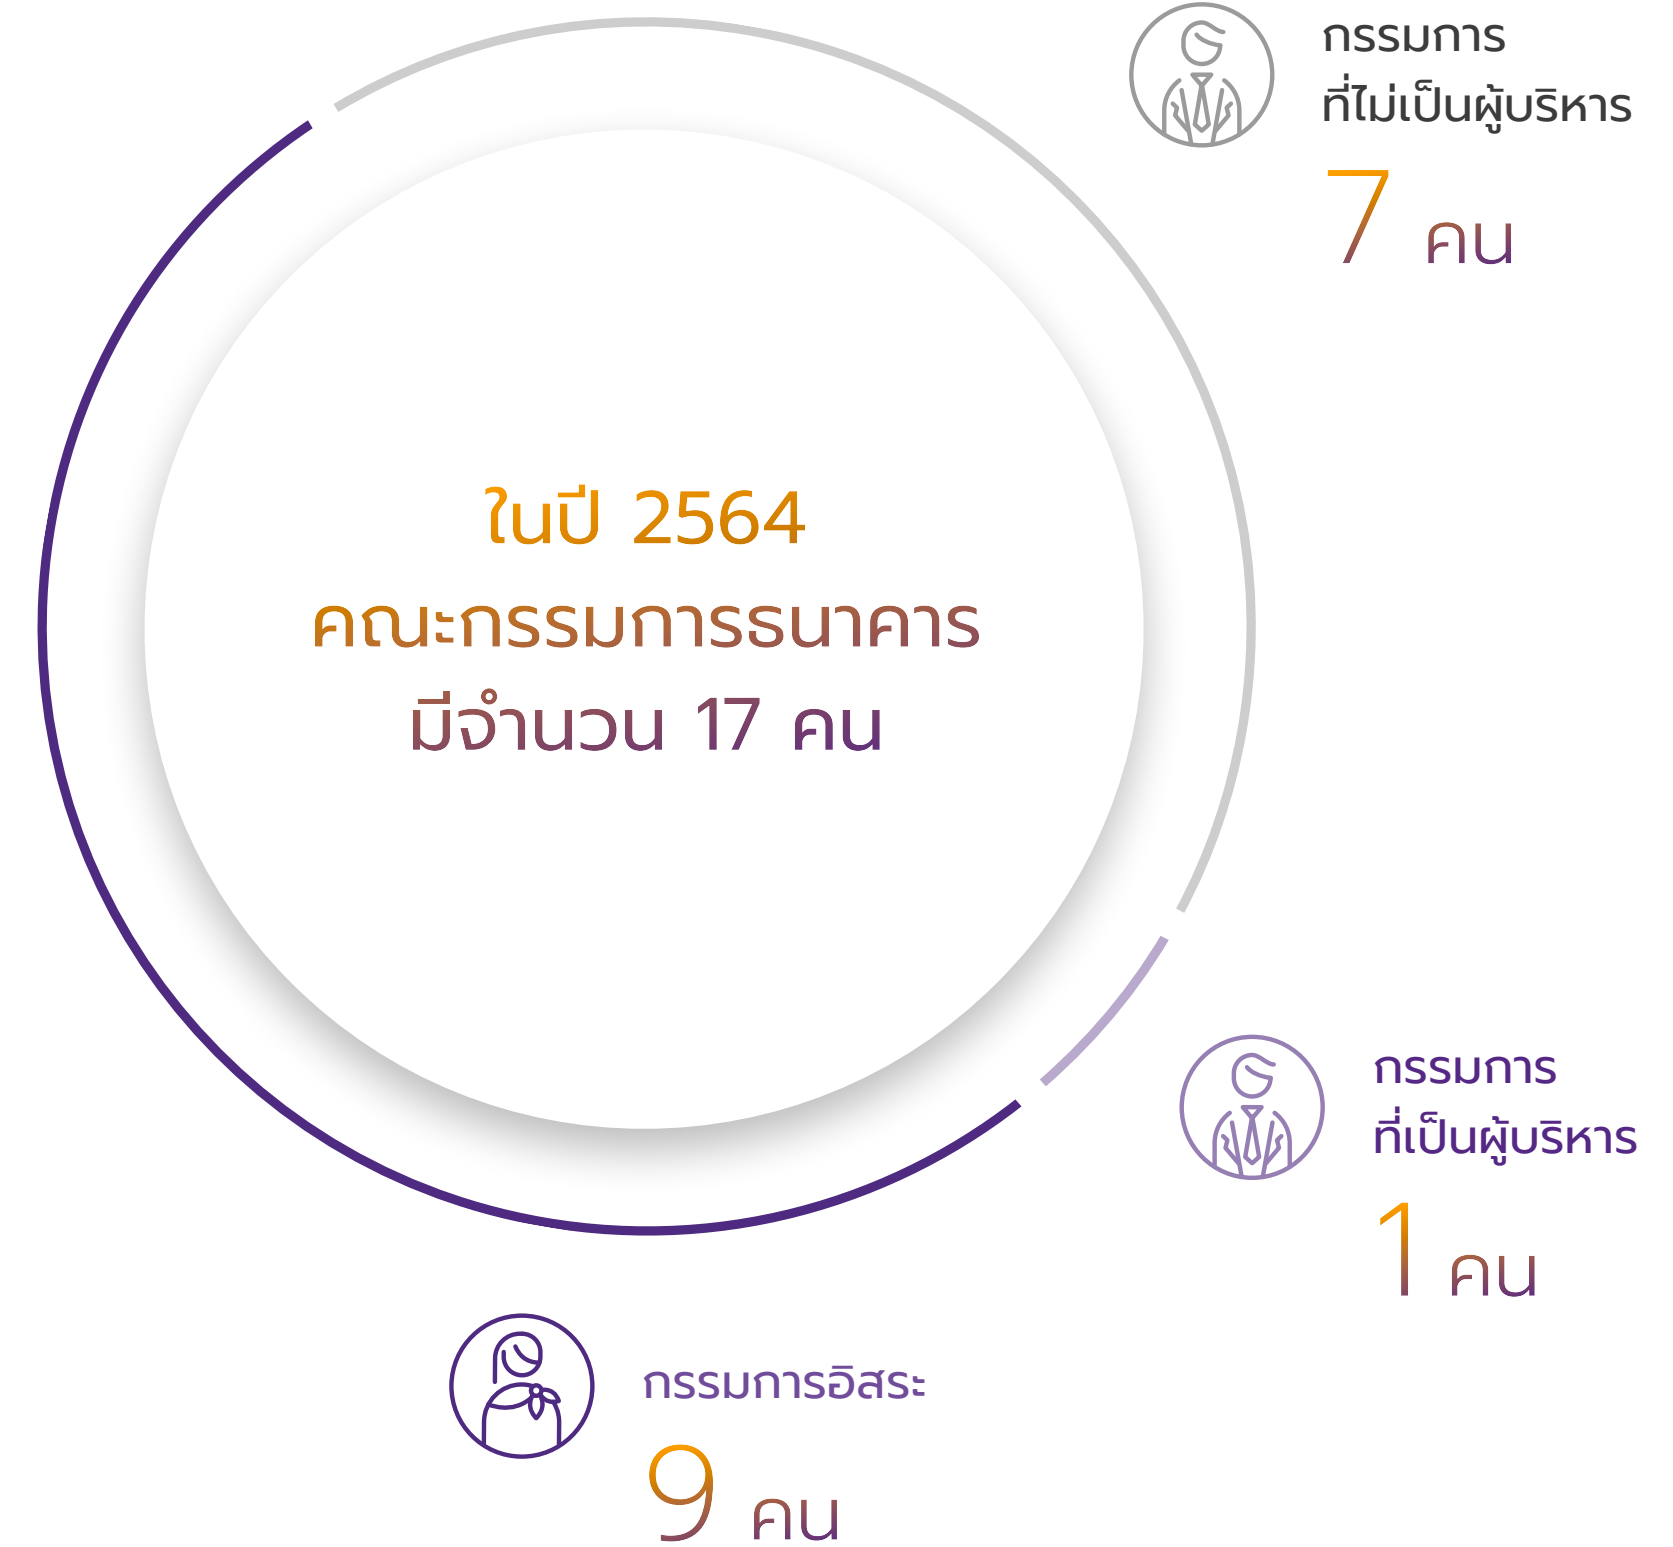 กรรมการ
ที่ไม่เป็นผู้บริหาร
7 คน
ในปี 2564
คณะกรรมการธนาคาร
มีจำนวน 17 คน
กรรมการ
ที่เป็นผู้บริหาร
1 คน
กรรมการอิสระ
9 คน